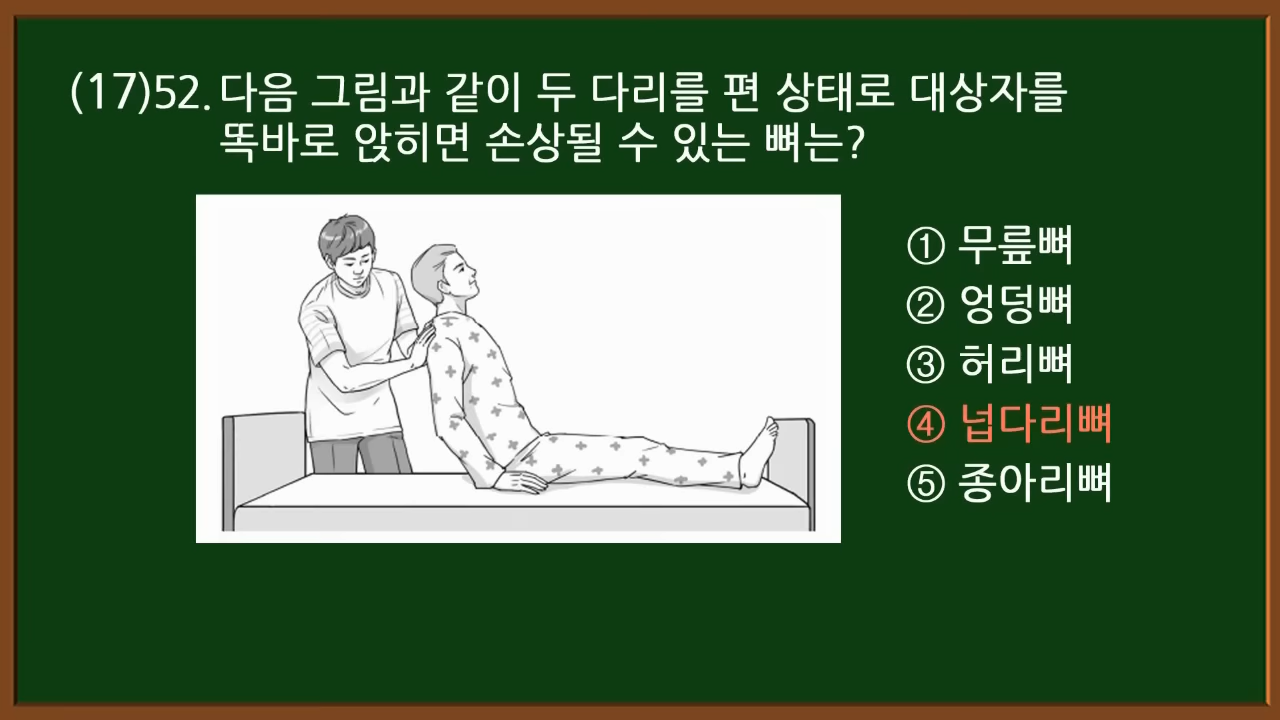 (17)52. 다음 그림과 같이 두 다리를 편 상태로 대상자를
똑바로 앉히면 손상될 수 있는 뼈는?
① 무릎뼈
② 엉덩뼈
③ 허리뼈
④ 넙다리뼈
⑤ 종아리뼈